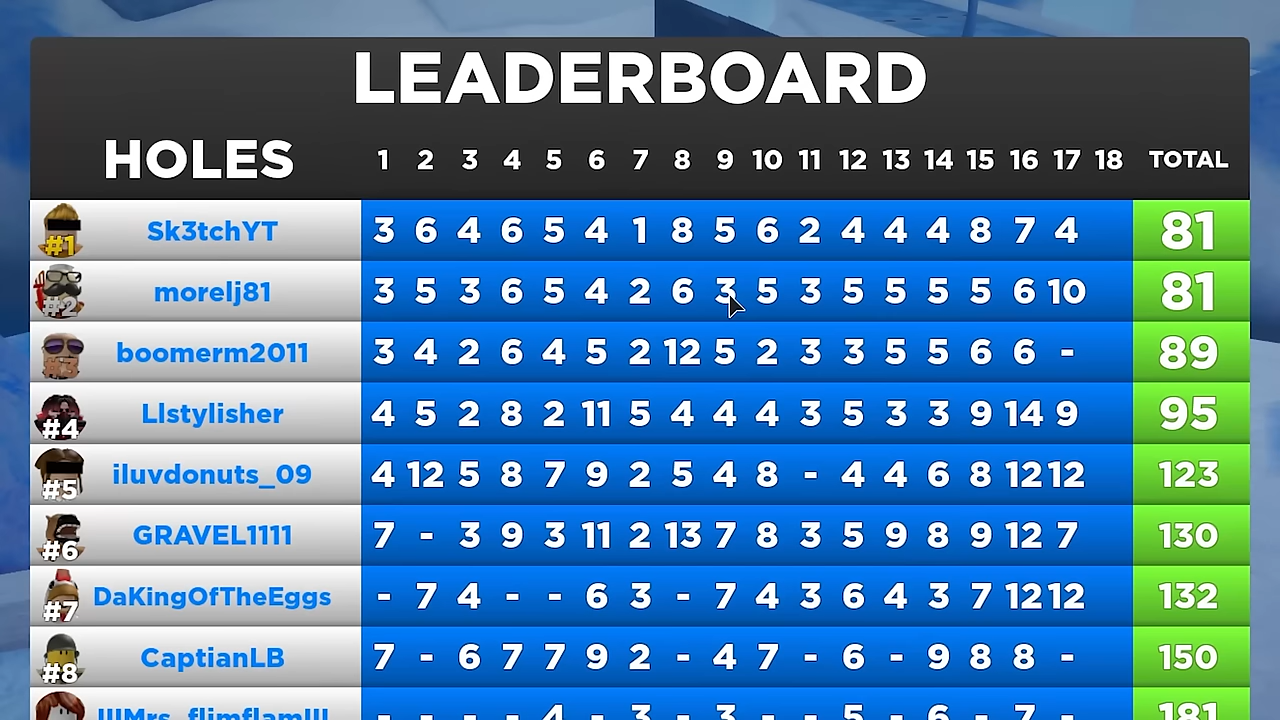 LEADERBOARD
HOLES 1 2 3 4 5 6 7 8 9 10 11 12 13 14 15 16 17 18 TOTAL
#1 Sk3tchYT 3 6 4 6 5 4 1 8 5 6 2 4 4 4 8 7 4 81
#2 morelj81 3 5 3 6 5 4 2 6 3 5 3 5 5 5 5 6 10 81
#3 boomerm2011 3 4 2 6 4 5 2 12 5 2 3 3 5 5 6 6 - 89
#4 Llstylisher 4 5 2 8 2 11 5 4 4 4 3 5 3 3 9 14 9 95
#5 iluvdonuts_09 4 12 5 8 7 9 2 5 4 8 - 4 4 6 8 12 12 123
#6 GRAVEL1111 7 - 3 9 3 11 2 13 7 8 3 5 9 8 9 12 7 130
#7 DaKingOfTheEggs - 7 4 - - 6 3 - 7 4 3 6 4 3 7 12 12 132
#8 CaptianLB 7 - 6 7 7 9 2 - 4 7 - 6 - 9 8 8 - 150
- - - - 4 - 3 - 3 - - 5 - 6 - 7 - 181